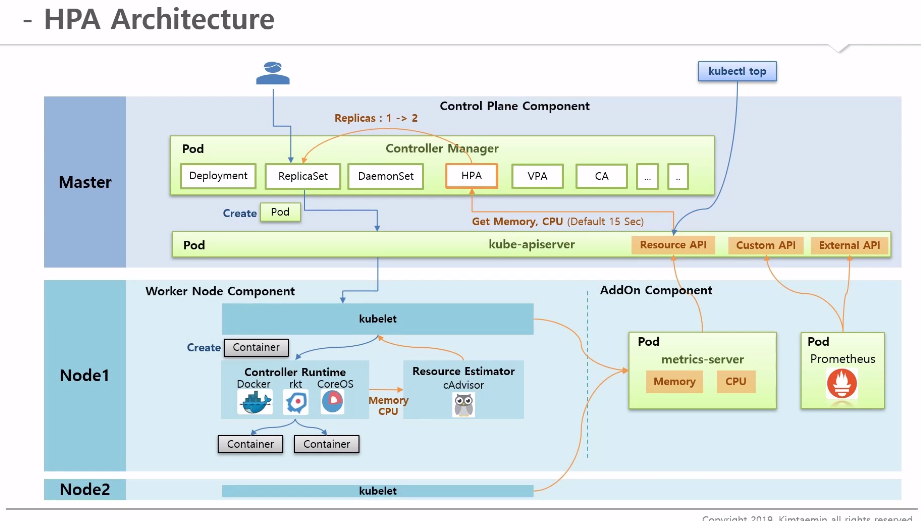 - HPA Architecture
kubectl top
Control Plane Component
Replicas : 1 -> 2
Pod
Controller Manager
Master
Deployment
ReplicaSet
DaemonSet
HPA
VPA
CA
...
..
Create
Pod
Get Memory, CPU (Default 15 Sec)
Pod
kube-apiserver
Resource API
Custom API
External API
Worker Node Component
AddOn Component
kubelet
Create
Container
Node1
Controller Runtime
Docker
rkt
CoreOS
Memory
CPU
Resource Estimator
cAdvisor
Container
Container
Pod
metrics-server
Memory
CPU
Pod
Prometheus
Node2
kubelet
Copyright 2019. Kimtaemin all rights reserved